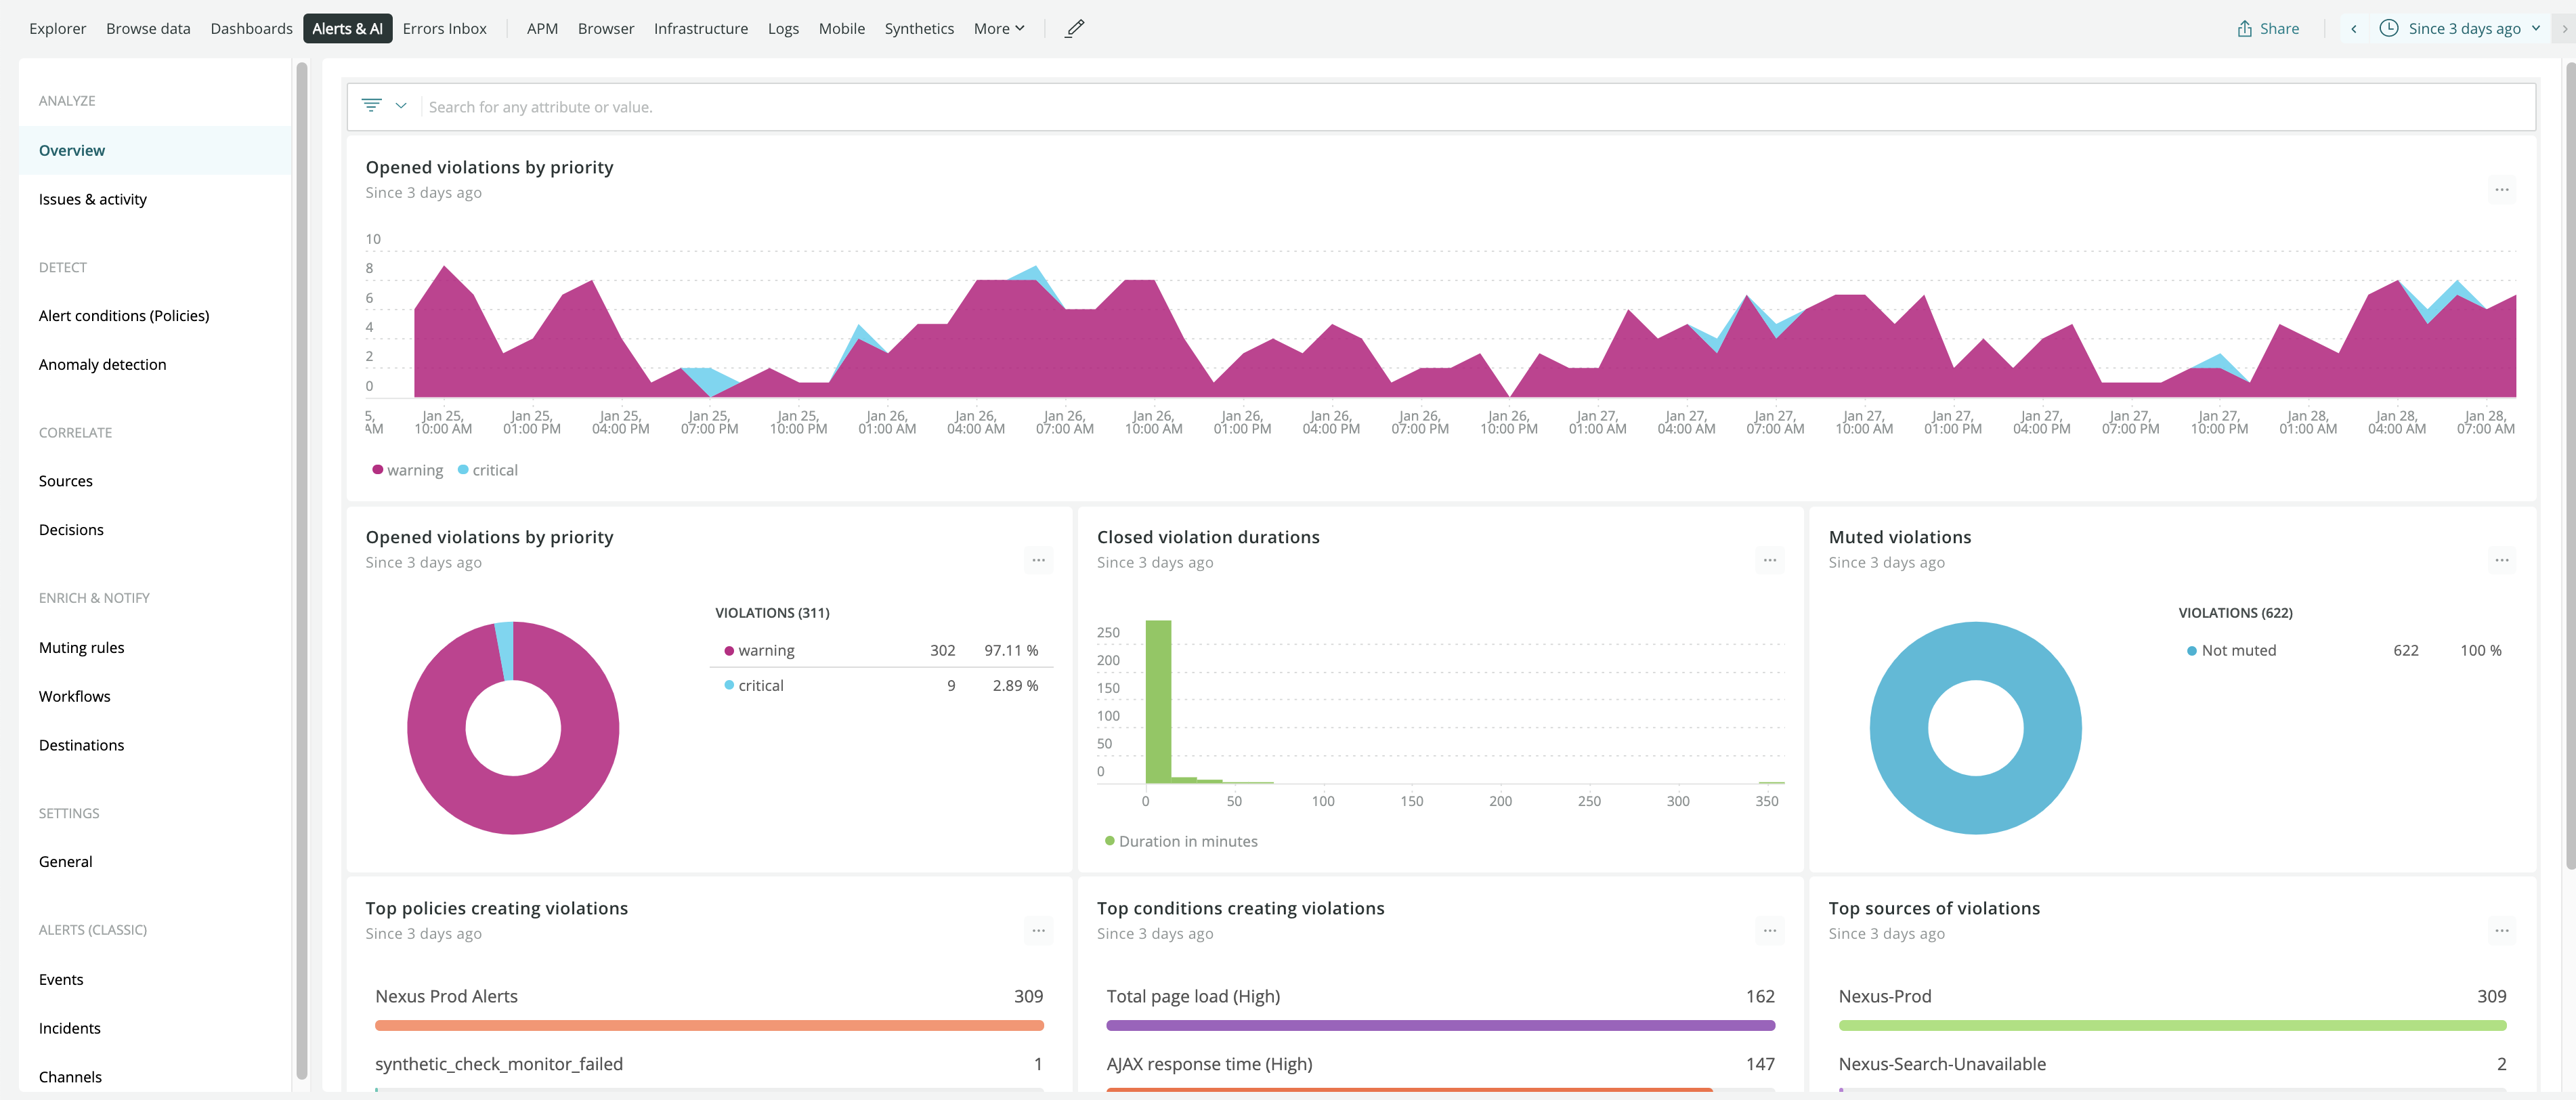 Explorer Browse data Dashboards Alerts & AI Errors Inbox APM Browser Infrastructure Logs Mobile Synthetics More Share Since 3 days ago
ANALYZE
Overview
Issues & activity
DETECT
Alert conditions (Policies)
Anomaly detection
CORRELATE
Sources
Decisions
ENRICH & NOTIFY
Muting rules
Workflows
Destinations
SETTINGS
General
ALERTS (CLASSIC)
Events
Incidents
Channels
Search for any attribute or value.
Opened violations by priority
Since 3 days ago
...
10
8
6
4
2
0
5, Jan 25, Jan 25, Jan 25, Jan 25, Jan 25, Jan 26, Jan 26, Jan 26, Jan 26, Jan 26, Jan 26, Jan 26, Jan 26, Jan 27, Jan 27, Jan 27, Jan 27, Jan 27, Jan 27, Jan 27, Jan 27, Jan 28, Jan 28, Jan 28,
AM 10:00 AM 01:00 PM 04:00 PM 07:00 PM 10:00 PM 01:00 AM 04:00 AM 07:00 AM 10:00 AM 01:00 PM 04:00 PM 07:00 PM 10:00 PM 01:00 AM 04:00 AM 07:00 AM 10:00 AM 01:00 PM 04:00 PM 07:00 PM 10:00 PM 01:00 AM 04:00 AM 07:00 AM
warning critical
Opened violations by priority
Since 3 days ago
...
VIOLATIONS (311)
warning 302 97.11 %
critical 9 2.89 %
Closed violation durations
Since 3 days ago
...
250
200
150
100
50
0
0 50 100 150 200 250 300 350
Duration in minutes
Muted violations
Since 3 days ago
...
VIOLATIONS (622)
Not muted 622 100 %
Top policies creating violations
Since 3 days ago
...
Nexus Prod Alerts 309
synthetic_check_monitor_failed 1
Top conditions creating violations
Since 3 days ago
...
Total page load (High) 162
AJAX response time (High) 147
Top sources of violations
Since 3 days ago
...
Nexus-Prod 309
Nexus-Search-Unavailable 2